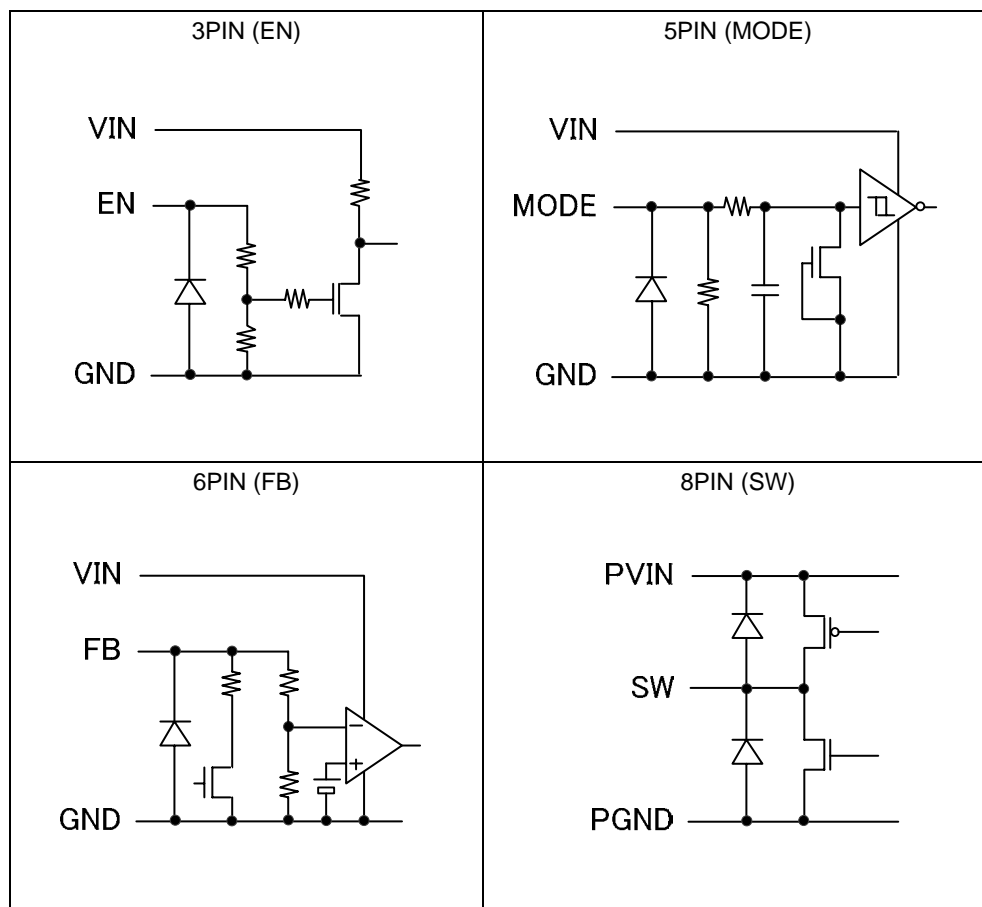 3PIN (EN)
VIN
EN
GND
5PIN (MODE)
VIN
MODE
GND
6PIN (FB)
VIN
FB
GND
8PIN (SW)
PVIN
SW
PGND